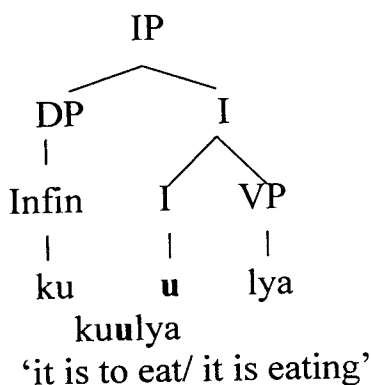 IP
DP I
Infin I VP
ku u lya
kuulya
'it is to eat/ it is eating'